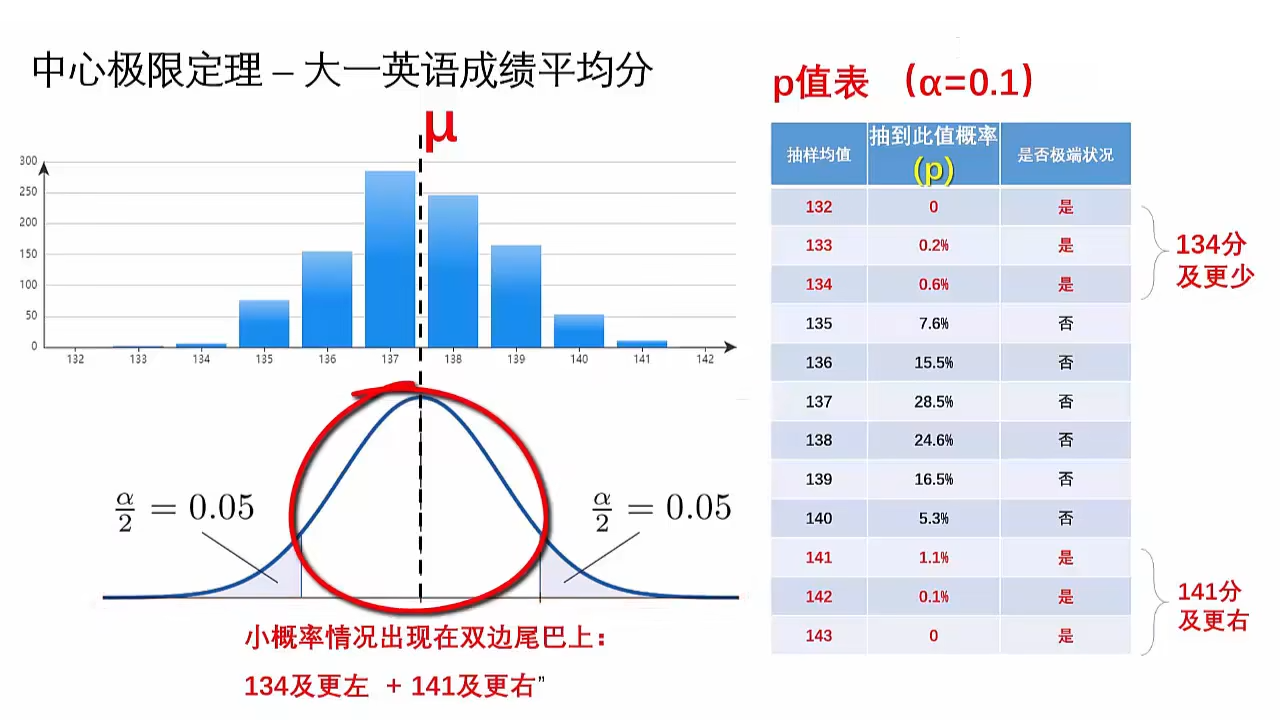 中心极限定理 – 大一英语成绩平均分
μ
300
250
200
150
100
50
0
132 133 134 135 136 137 138 139 140 141 142
α/2 = 0.05
α/2 = 0.05
小概率情况出现在双边尾巴上：
134及更左 + 141及更右”
p值表 （α=0.1）
抽样均值 抽到此值概率(p) 是否极端状况
132 0 是
133 0.2% 是
134 0.6% 是
135 7.6% 否
136 15.5% 否
137 28.5% 否
138 24.6% 否
139 16.5% 否
140 5.3% 否
141 1.1% 是
142 0.1% 是
143 0 是
134分
及更少
141分
及更右